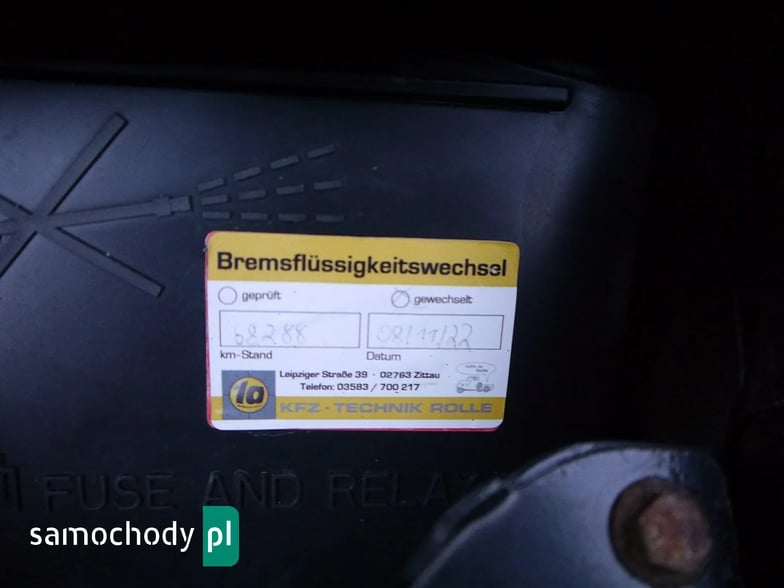 Bremsflüssigkeitswechsel
geprüft gewechselt
68288 08/11/22
km-Stand Datum
Leipziger Straße 39 · 02763 Zittau
Telefon: 03583 / 700 217
1a
KFZ-TECHNIK ROLLE
FUSE AND RELAY
samochody pl